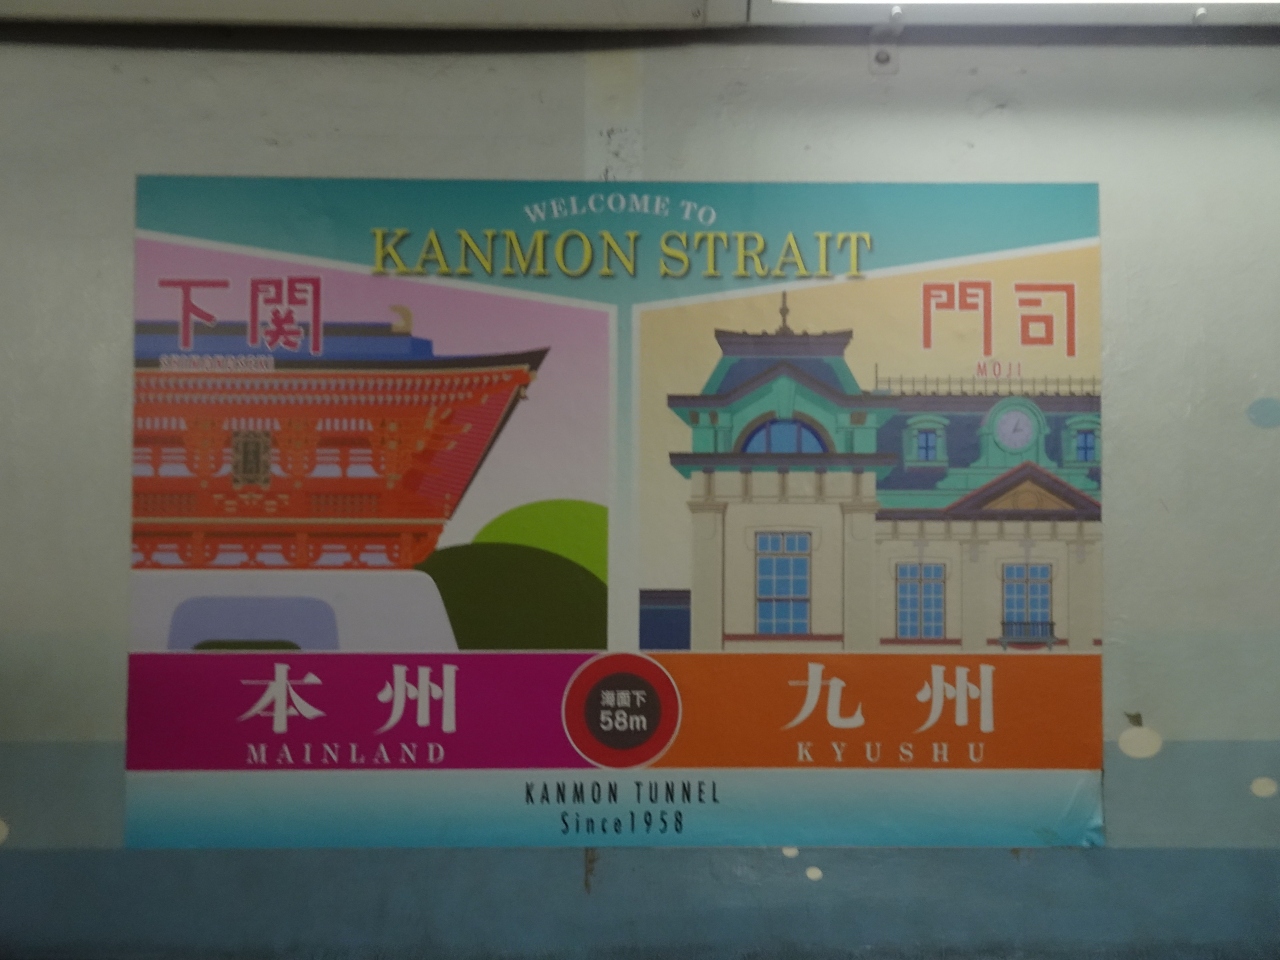 WELCOME TO
KANMON STRAIT
下関
SHIMONOSEKI
門司
MOJI
本州
MAINLAND
海面下
58m
九州
KYUSHU
KANMON TUNNEL
Since1958